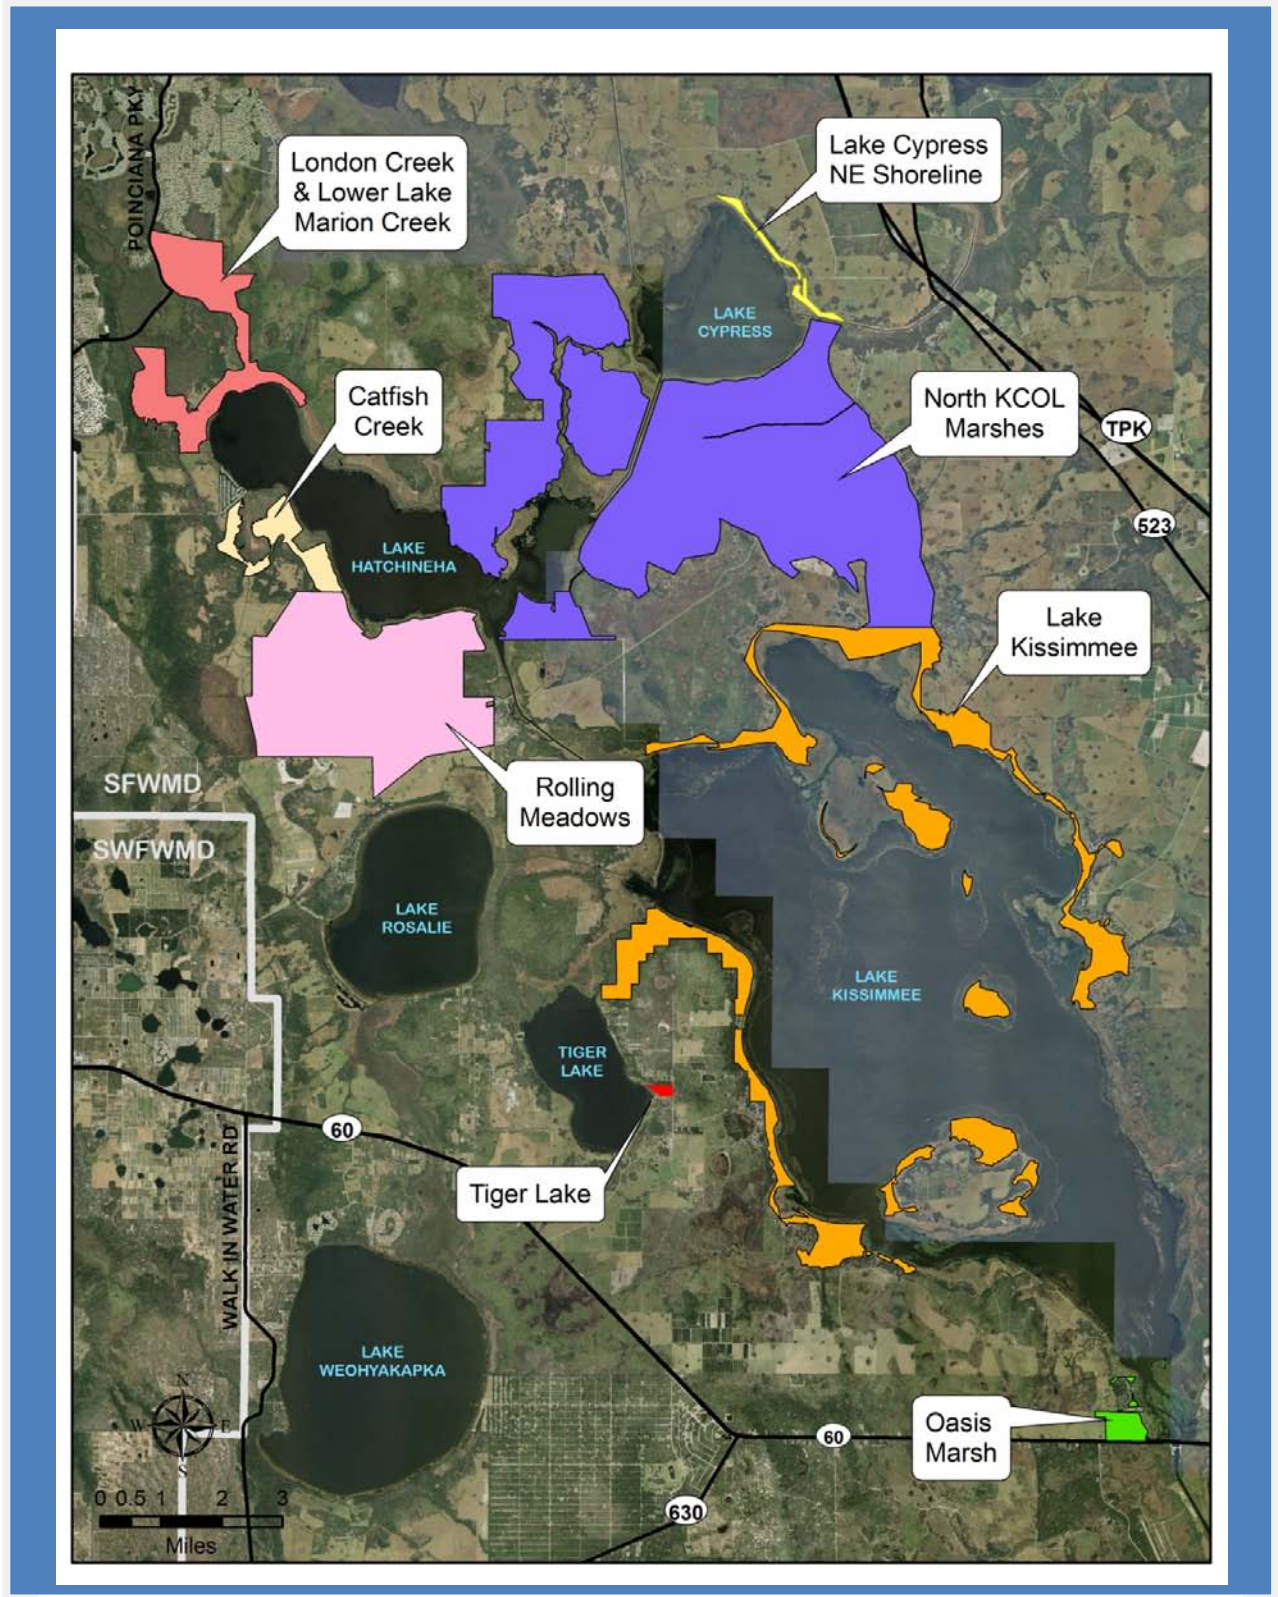 POINCIANA PKY
London Creek
& Lower Lake
Marion Creek
Lake Cypress
NE Shoreline
LAKE
CYPRESS
Catfish
Creek
North KCOL
Marshes
TPK
523
LAKE
HATCHINEHA
Lake
Kissimmee
Rolling
Meadows
SFWMD
SWFWMD
LAKE
ROSALIE
LAKE
KISSIMMEE
TIGER
LAKE
60
Tiger Lake
WALK IN WATER RD
LAKE
WEOHYAKAPKA
N
W E
S
Oasis
Marsh
60
630
0 0.5 1 2 3
Miles